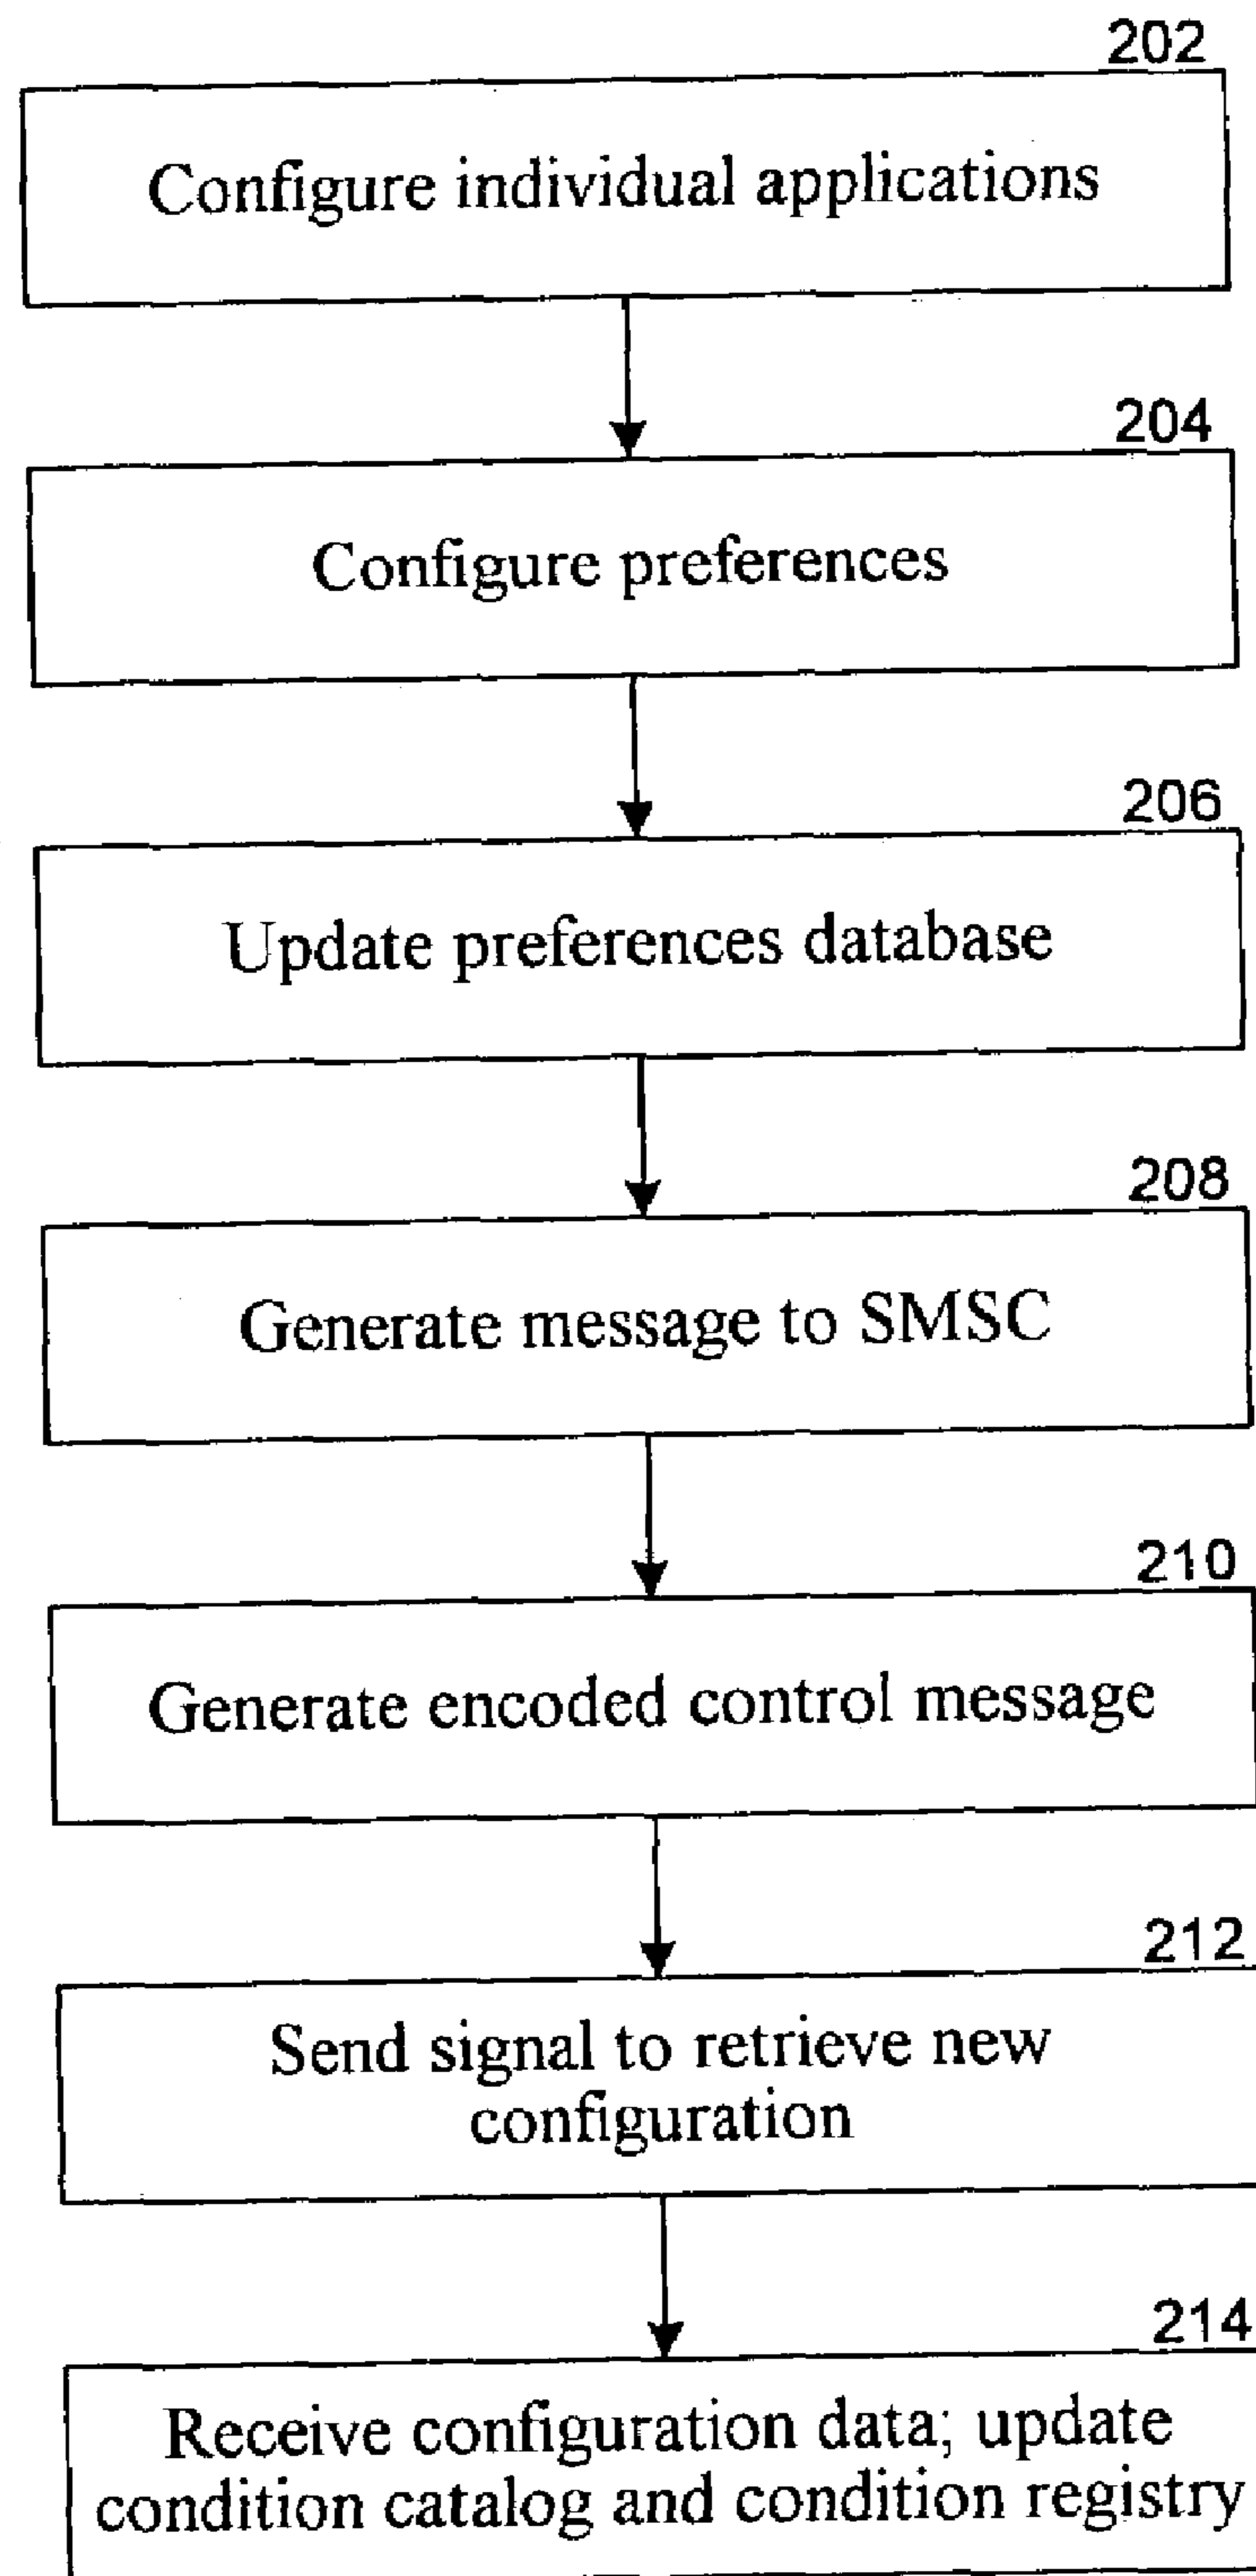 202
Configure individual applications
204
Configure preferences
206
Update preferences database
208
Generate message to SMSC
210
Generate encoded control message
212
Send signal to retrieve new
configuration
214
Receive configuration data; update
condition catalog and condition registry